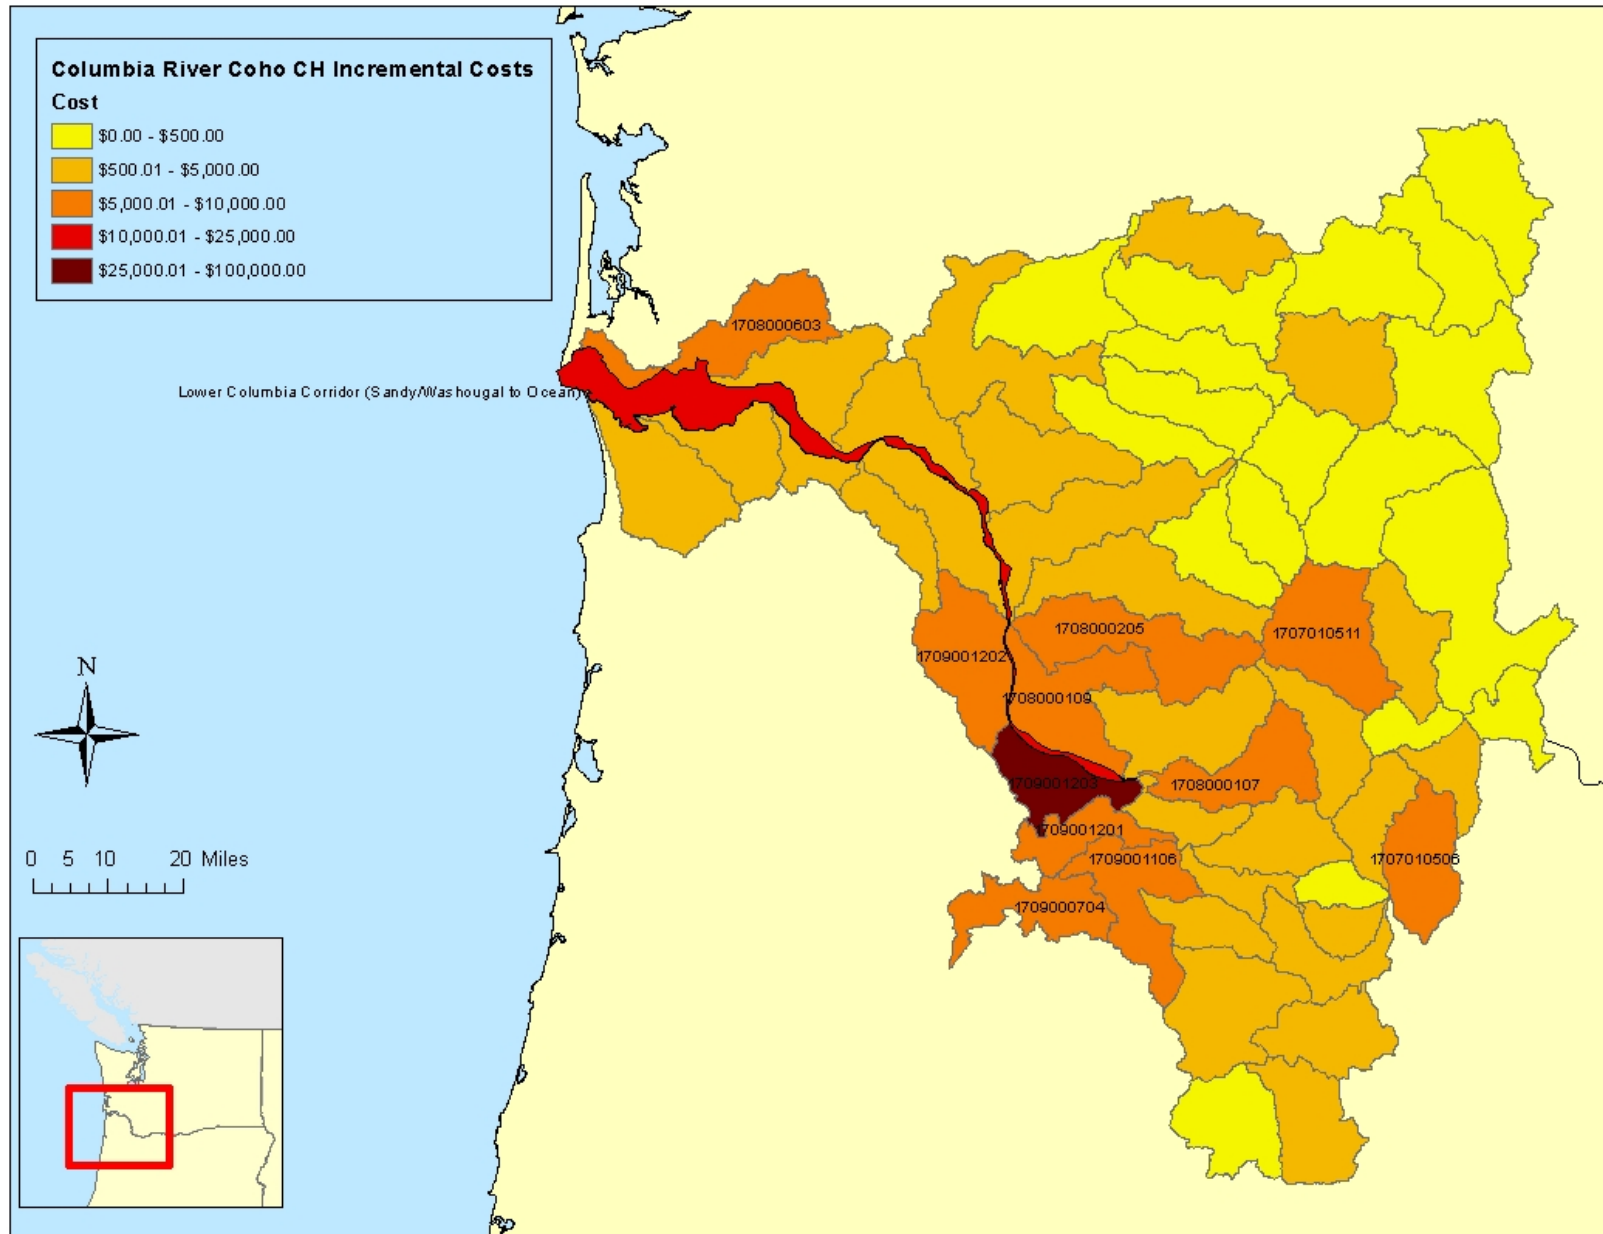 Columbia River Coho CH Incremental Costs
Cost
$0.00 - $500.00
$500.01 - $5,000.00
$5,000.01 - $10,000.00
$10,000.01 - $25,000.00
$25,000.01 - $100,000.00
1708000603
Lower Columbia Corridor (Sandy/Washougal to Ocean)
1708000205
1707010511
1709001202
1708000109
1709001203
1708000107
1709001201
1709001106
1707010506
1709000704
N
0 5 10 20 Miles